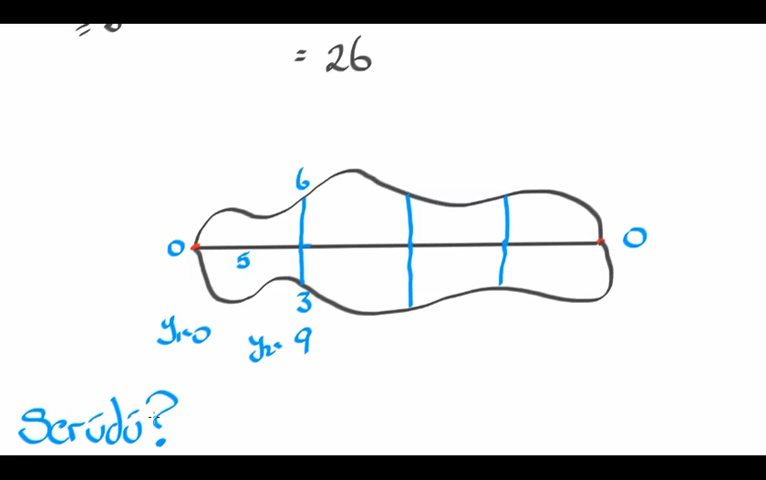 = 26
6
0 0
5
3
y₁=0 y₂= 9
Scrúdú?